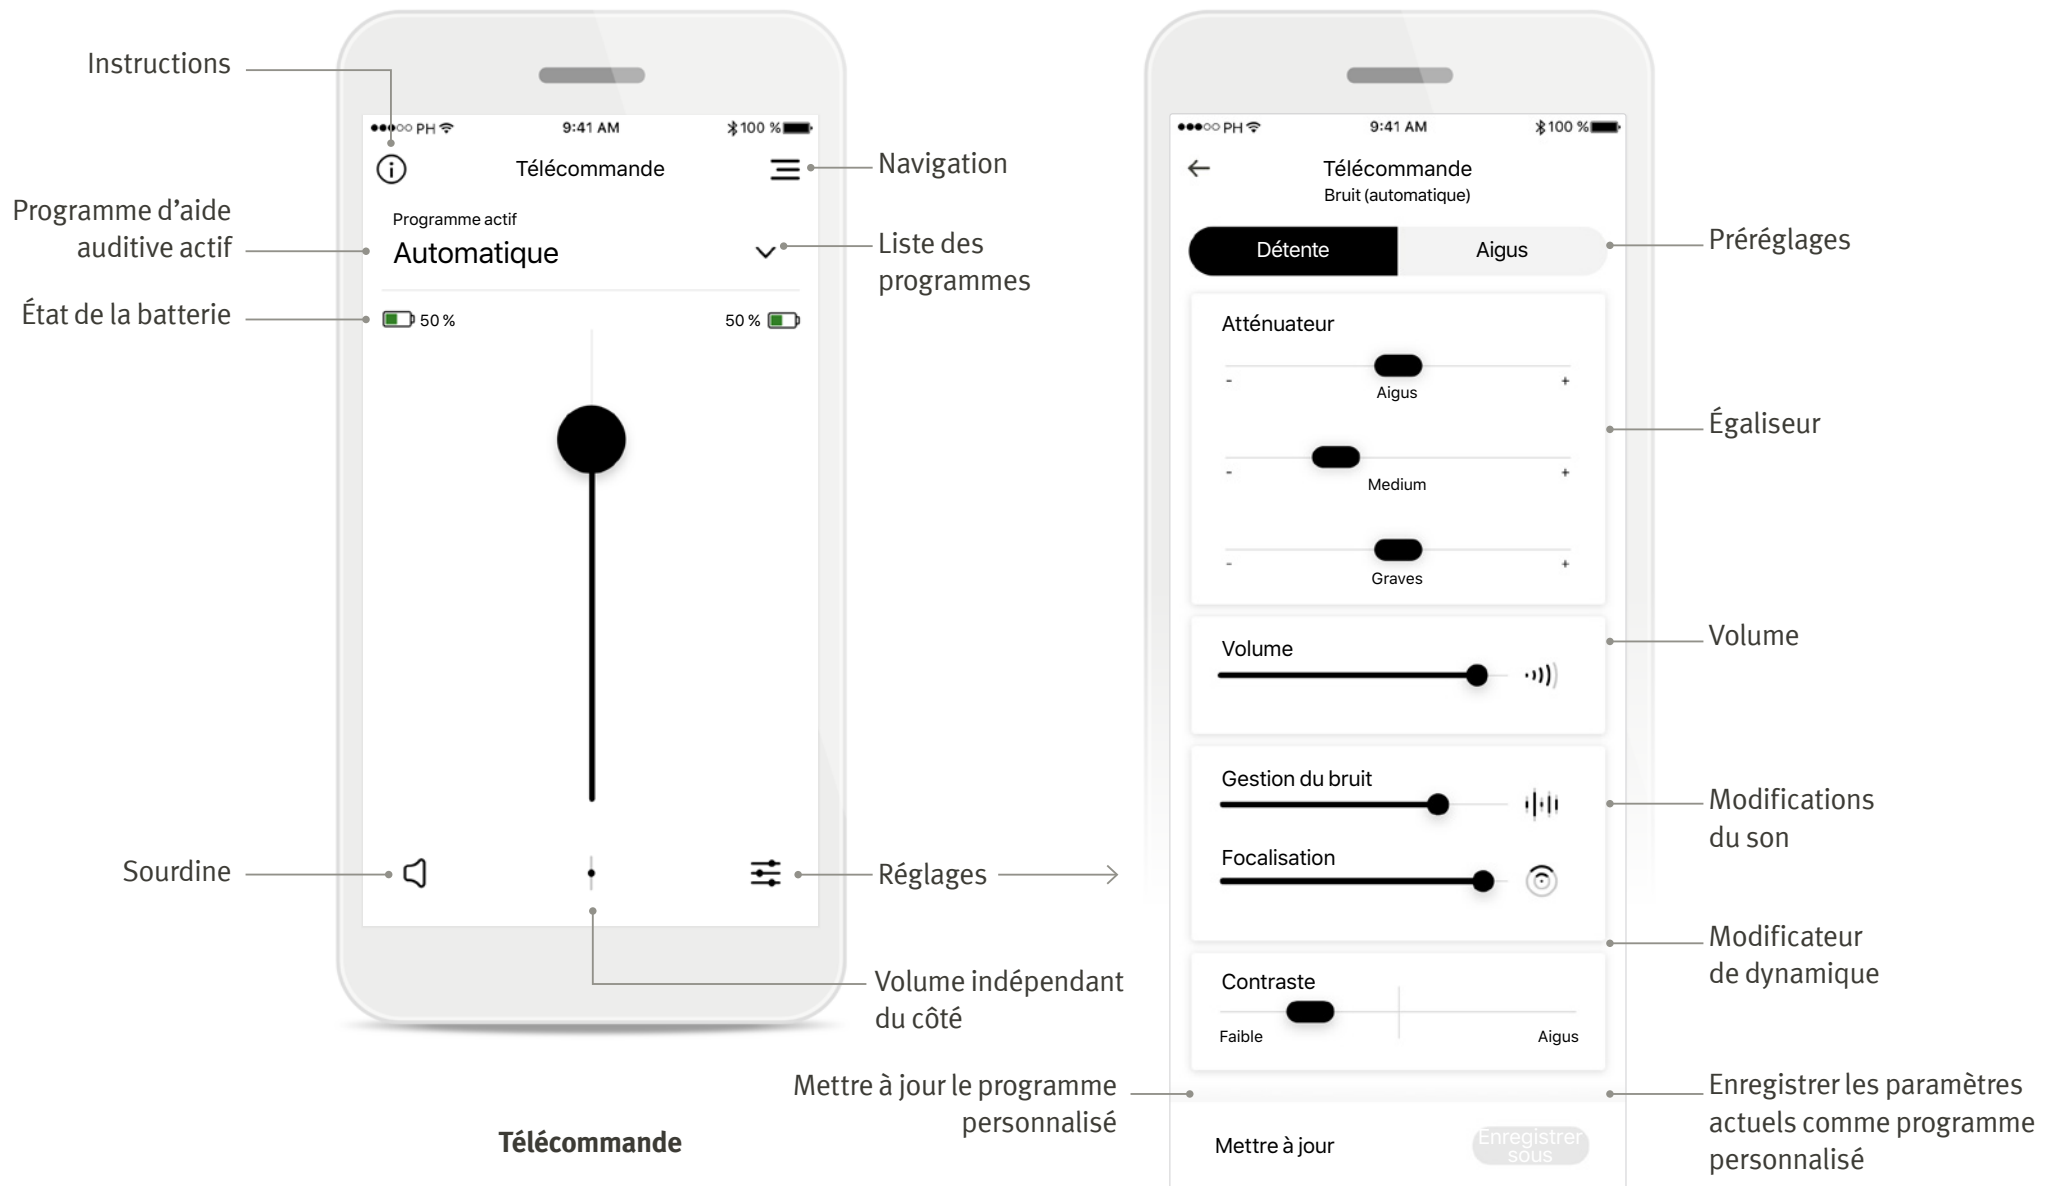 Instructions
Programme d’aide
auditive actif
État de la batterie
Sourdine
●●●○○ PH 9:41 AM 100 %
Télécommande
Programme actif
Automatique
50 % 50 %
Navigation
Liste des
programmes
Réglages
Volume indépendant
du côté
Télécommande
Mettre à jour le programme
personnalisé
●●●○○ PH 9:41 AM 100 %
Télécommande
Bruit (automatique)
Détente Aigus
Atténuateur
- +
Aigus
- +
Medium
- +
Graves
Volume
Gestion du bruit
Focalisation
Contraste
Faible Aigus
Mettre à jour
Enregistrer
sous
Préréglages
Égaliseur
Volume
Modifications
du son
Modificateur
de dynamique
Enregistrer les paramètres
actuels comme programme
personnalisé